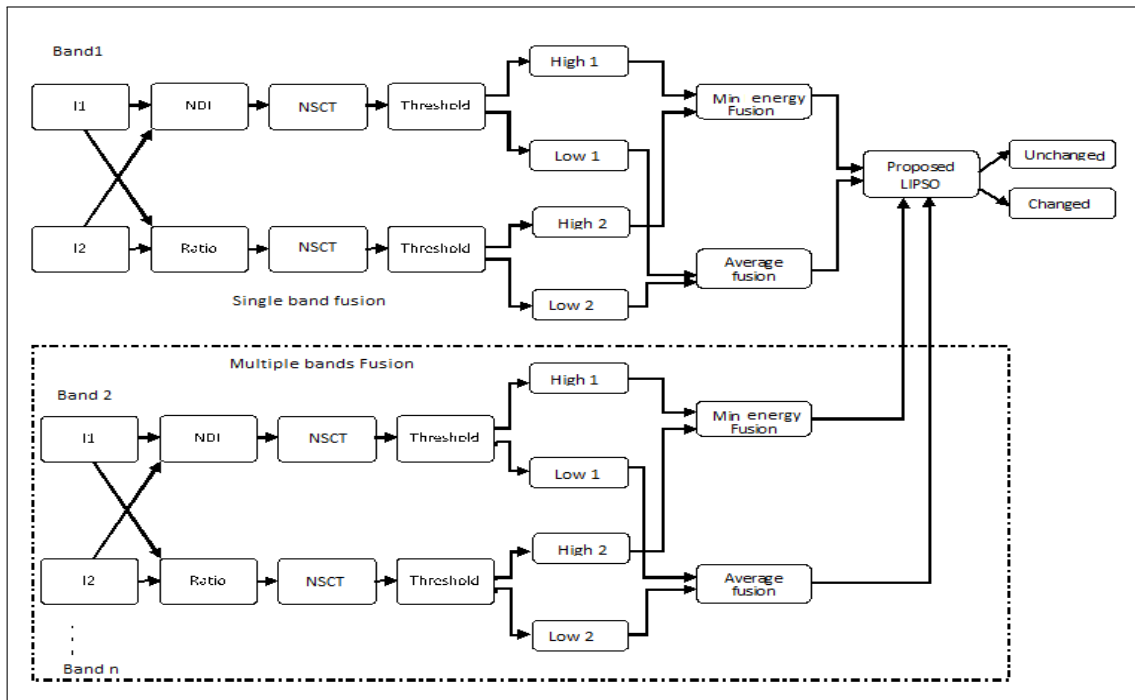 Band1
I1
NDI
NSCT
Threshold
High 1
Low 1
Min energy
Fusion
I2
Ratio
NSCT
Threshold
High 2
Low 2
Average
fusion
Proposed
LIPSO
Unchanged
Changed
Single band fusion
Multiple bands Fusion
Band 2
I1
NDI
NSCT
Threshold
High 1
Low 1
Min energy
Fusion
I2
Ratio
NSCT
Threshold
High 2
Low 2
Average
fusion
Band n